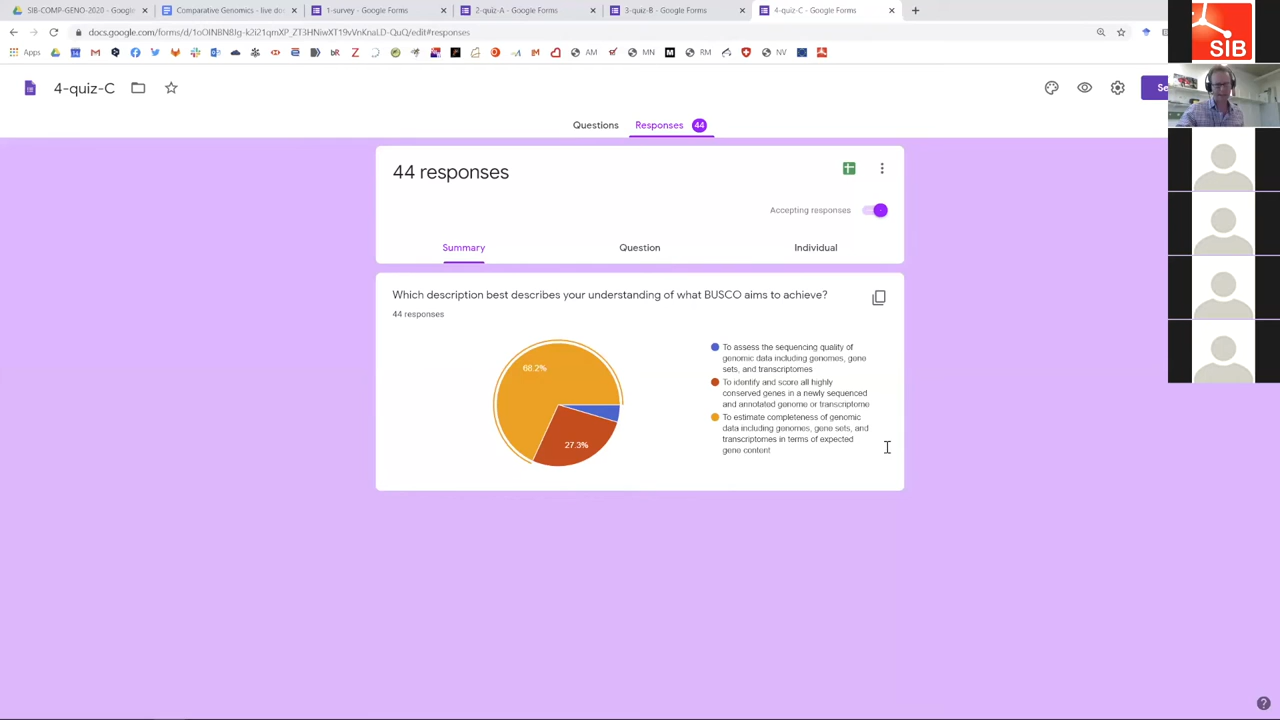 SIB-COMP-GENO-2020 - Google D
Comparative Genomics - live do
1-survey - Google Forms
2-quiz-A - Google Forms
3-quiz-B - Google Forms
4-quiz-C - Google Forms
docs.google.com/forms/d/1oOINBN8Ig-k2i21qmXP_ZT3HNiwXT19vVnKnaLD-QuQ/edit#responses
Apps
AM
MN
RM
NV
SIB
4-quiz-C
Se
Questions
Responses 44
44 responses
Accepting responses
Summary
Question
Individual
Which description best describes your understanding of what BUSCO aims to achieve?
44 responses
68.2%
27.3%
To assess the sequencing quality of
genomic data including genomes, gene
sets, and transcriptomes
To identify and score all highly
conserved genes in a newly sequenced
and annotated genome or transcriptome
To estimate completeness of genomic
data including genomes, gene sets, and
transcriptomes in terms of expected
gene content